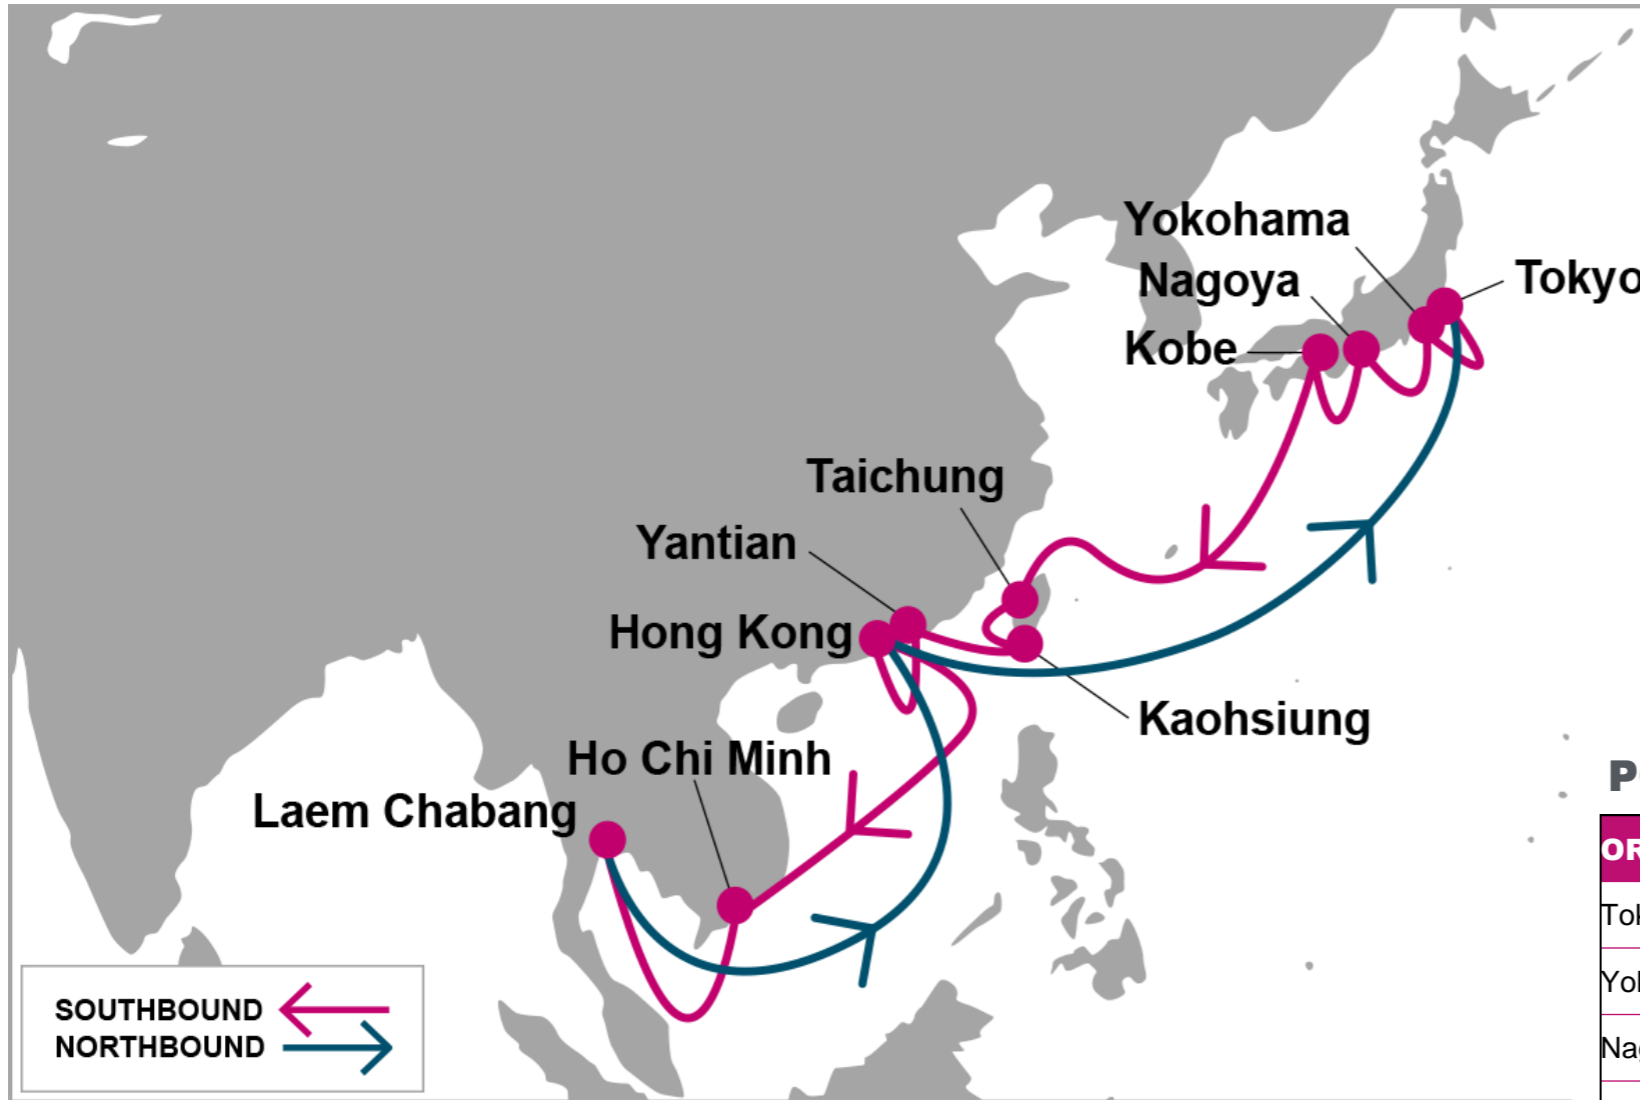 Yokohama
Nagoya
Tokyo
Kobe
Taichung
Yantian
Hong Kong
Kaohsiung
Ho Chi Minh
Laem Chabang
SOUTHBOUND
NORTHBOUND